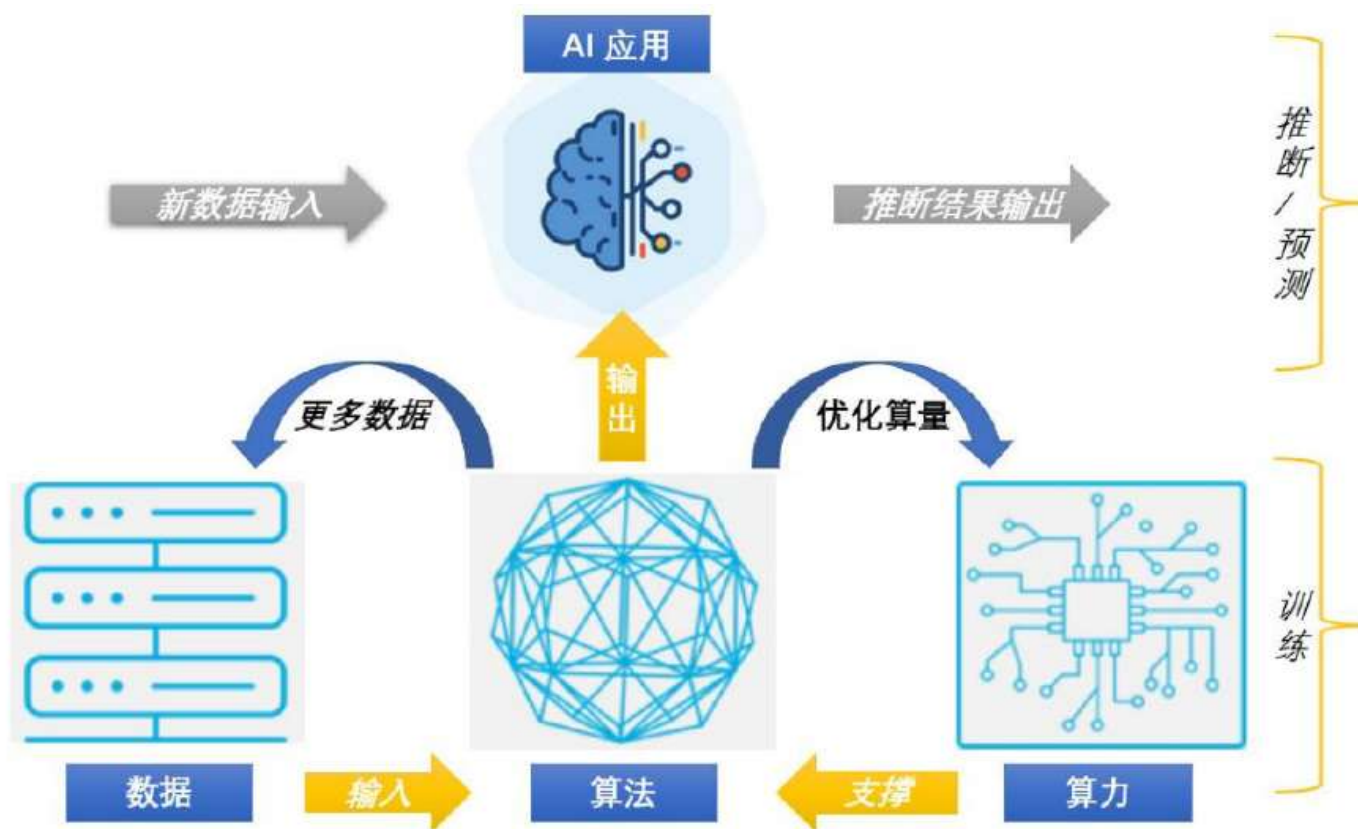 AI 应用
新数据输入
推断结果输出
推断/预测
输出
更多数据
优化算量
训练
数据
输入
算法
支撑
算力